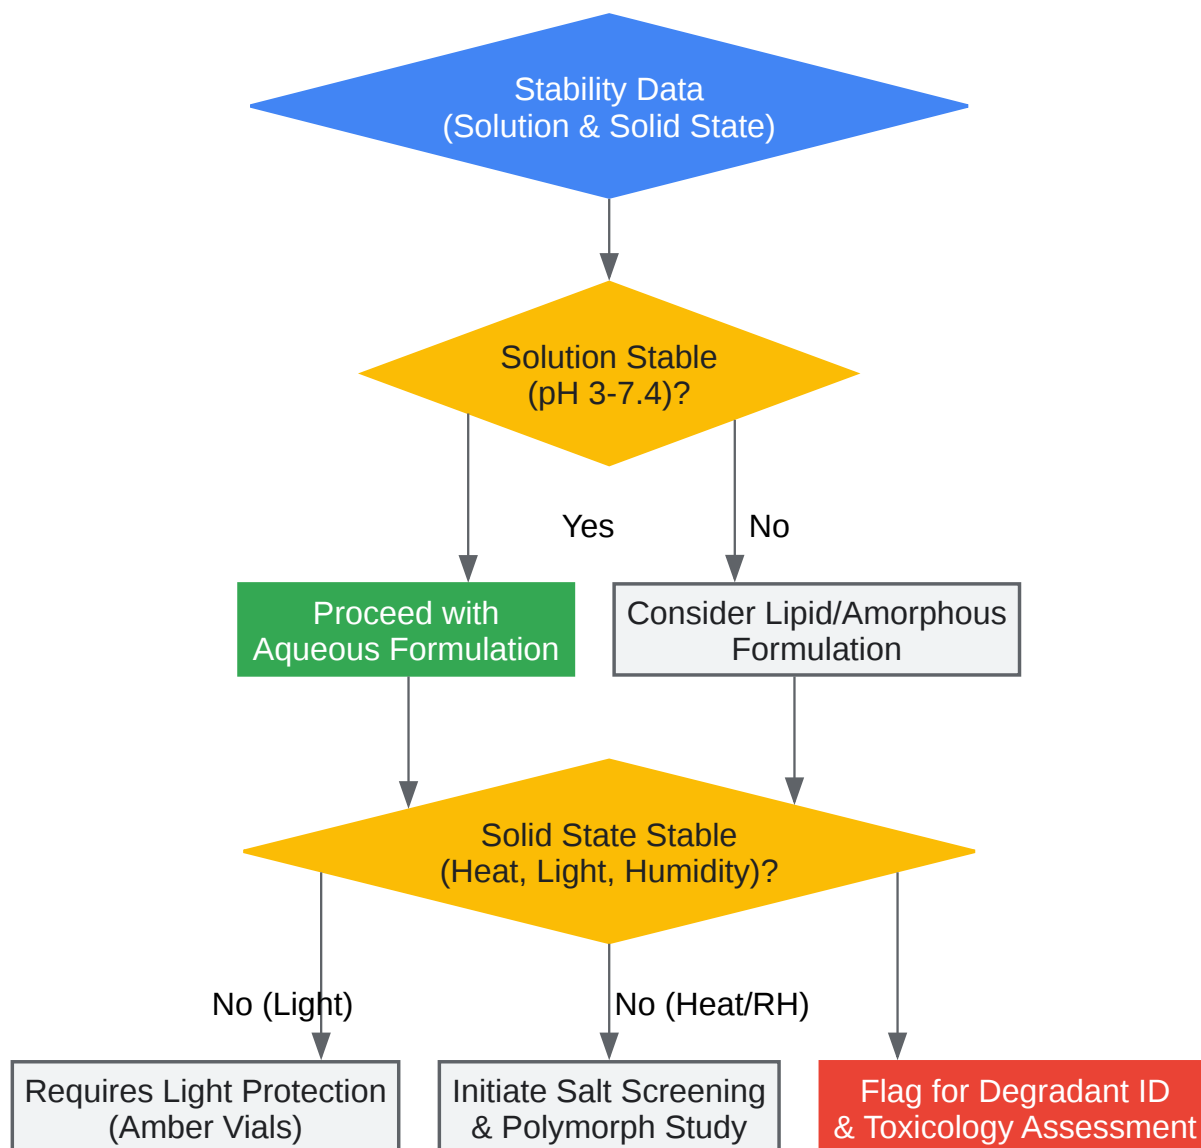 Stability Data
(Solution & Solid State)
Solution Stable
(pH 3-7.4)?
Yes
No
Proceed with
Aqueous Formulation
Consider Lipid/Amorphous
Formulation
Solid State Stable
(Heat, Light, Humidity)?
No (Light)
No (Heat/RH)
Requires Light Protection
(Amber Vials)
Initiate Salt Screening
& Polymorph Study
Flag for Degradant ID
& Toxicology Assessment